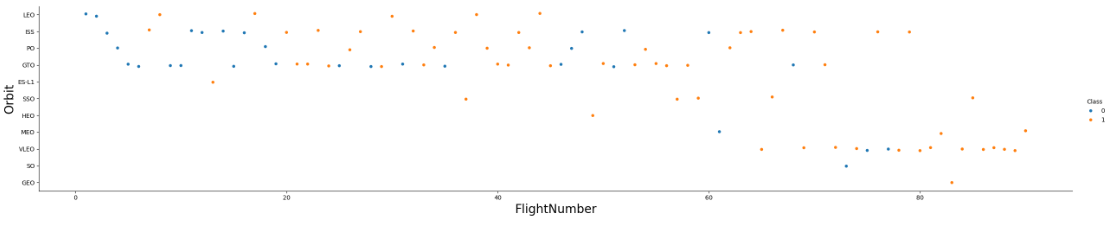 Orbit
LEO
ISS
PO
GTO
ES-L1
SSO
HEO
MEO
VLEO
SO
GEO
0
20
40
60
80
FlightNumber
Class
0
1